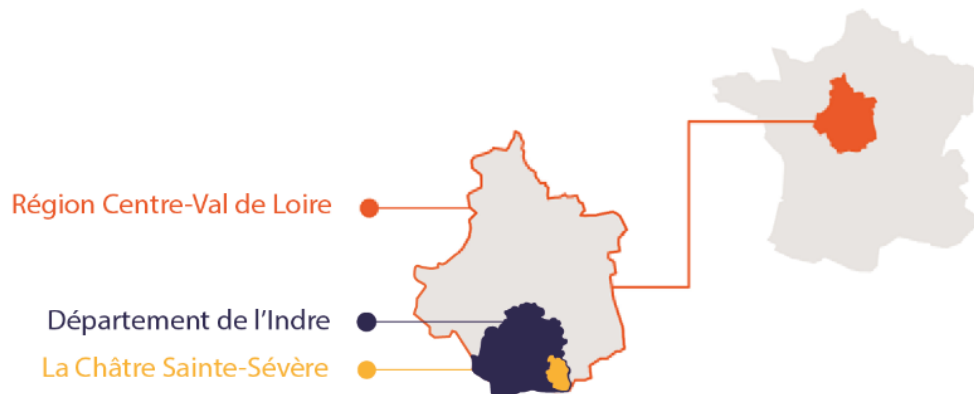 Région Centre-Val de Loire
Département de l'Indre
La Châtre Sainte-Sévère